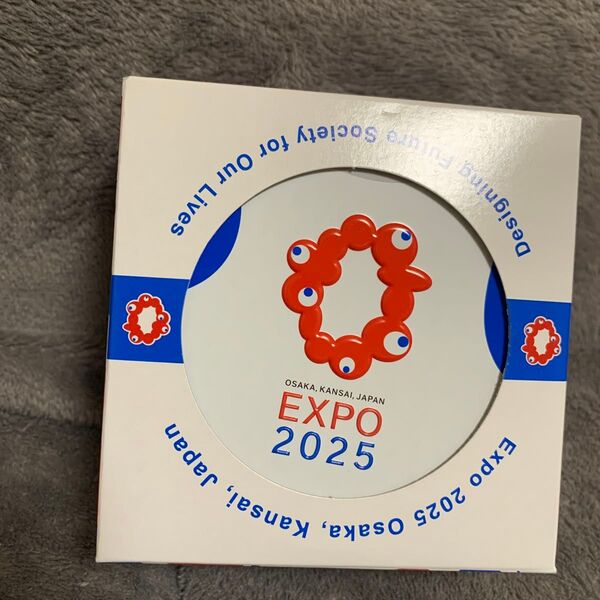 Designing Future Society for Our Lives
OSAKA, KANSAI, JAPAN
EXPO
2025
Expo 2025 Osaka, Kansai, Japan